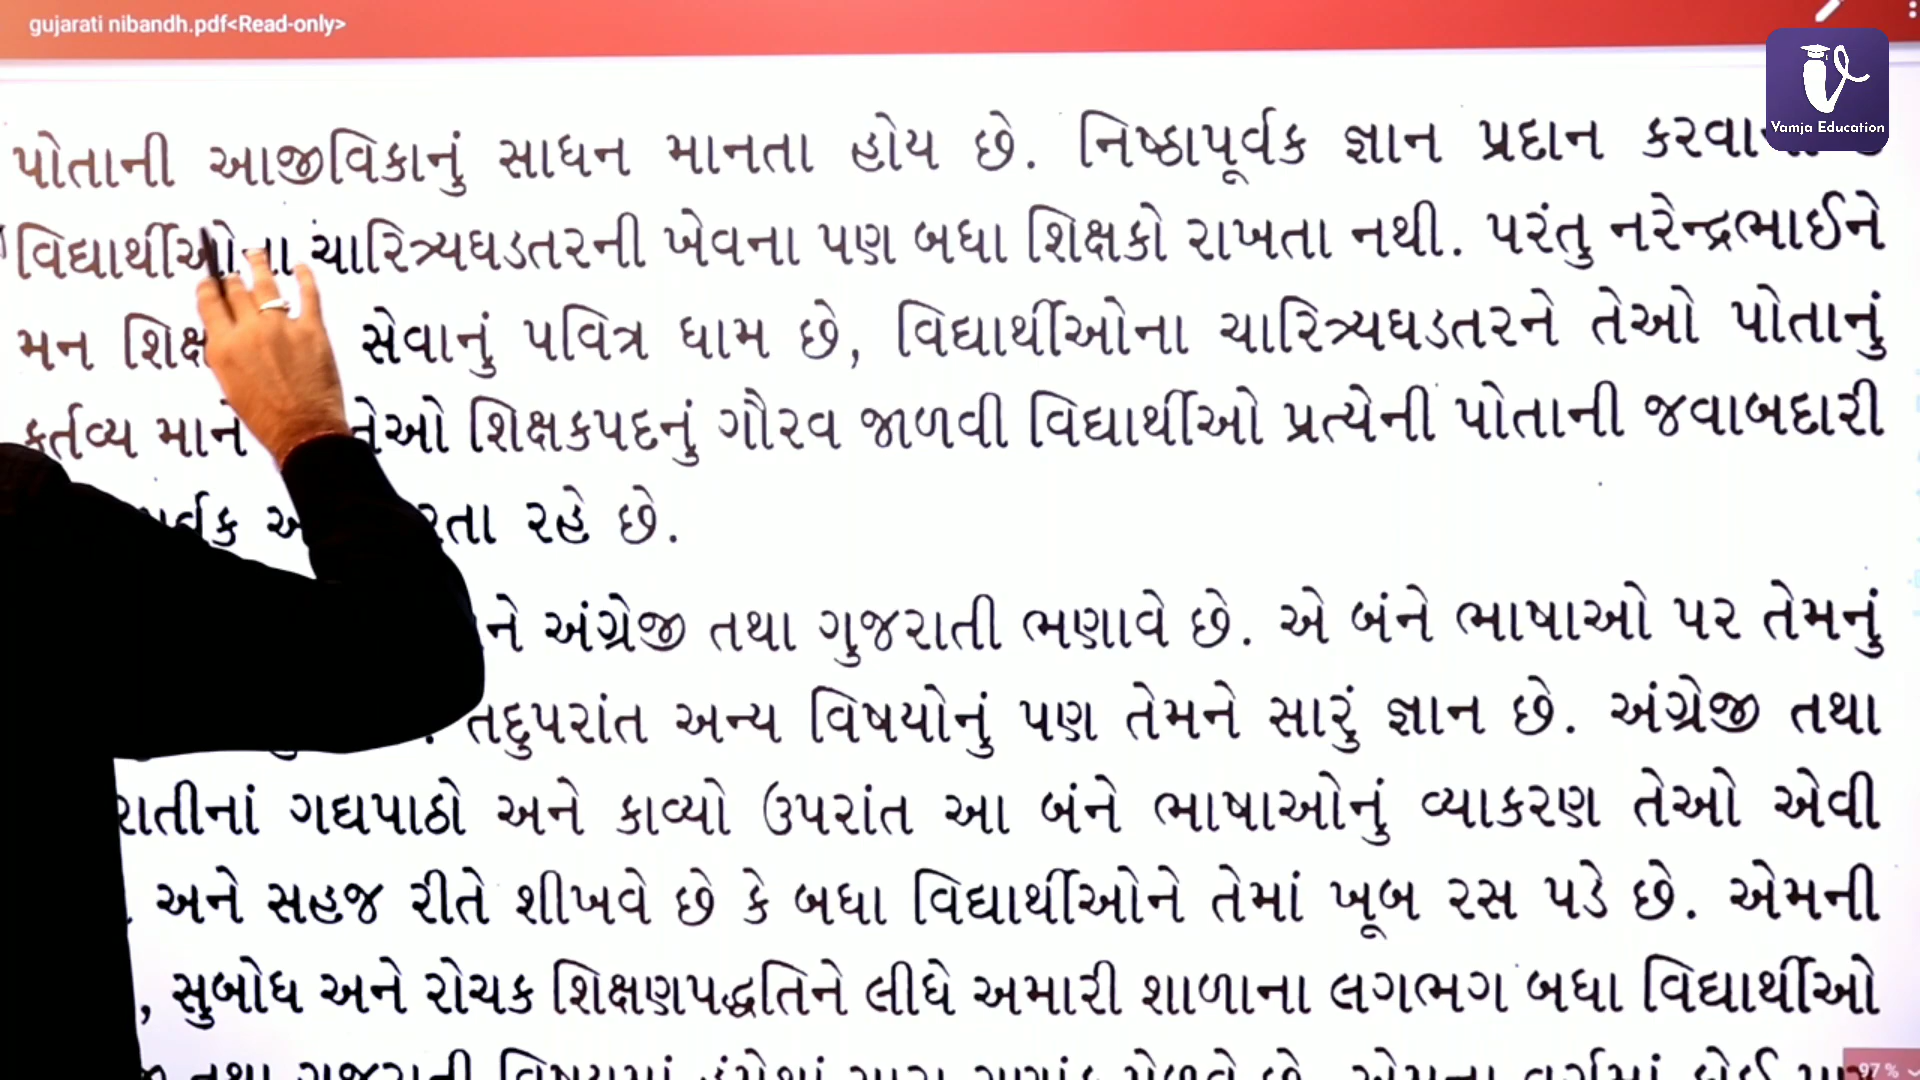 gujarati nibandh.pdf<Read-only>
Vamja Education
પોતાની આજીવિકાનું સાધન માનતા હોય છે. નિષ્ઠાપૂર્વક જ્ઞાન પ્રદાન
વિદ્યાર્થીઓના ચારિત્ર્યઘડતરની ખેવના પણ બધા શિક્ષકો રાખતા નથી. પરંતુ નરેન્દ્રભાઈને
મન સેવાનું પવિત્ર ધામ છે, વિદ્યાર્થીઓના ચારિત્ર્યઘડતરને તેઓ પોતાનું
કર્તવ્ય માને તેઓ શિક્ષકપદનું ગૌરવ જાળવી વિદ્યાર્થીઓ પ્રત્યેની પોતાની જવાબદારી
રહે છે.
અંગ્રેજી તથા ગુજરાતી ભણાવે છે. એ બંને ભાષાઓ પર તેમનું
તદુપરાંત અન્ય વિષયોનું પણ તેમને સારું જ્ઞાન છે. અંગ્રેજી તથા
ગદ્યપાઠો અને કાવ્યો ઉપરાંત આ બંને ભાષાઓનું વ્યાકરણ તેઓ એવી
અને સહજ રીતે શીખવે છે કે બધા વિદ્યાર્થીઓને તેમાં ખૂબ રસ પડે છે. એમની
, સુબોધ અને રોચક શિક્ષણપદ્ધતિને લીધે અમારી શાળાના લગભગ બધા વિદ્યાર્થીઓ
97 %